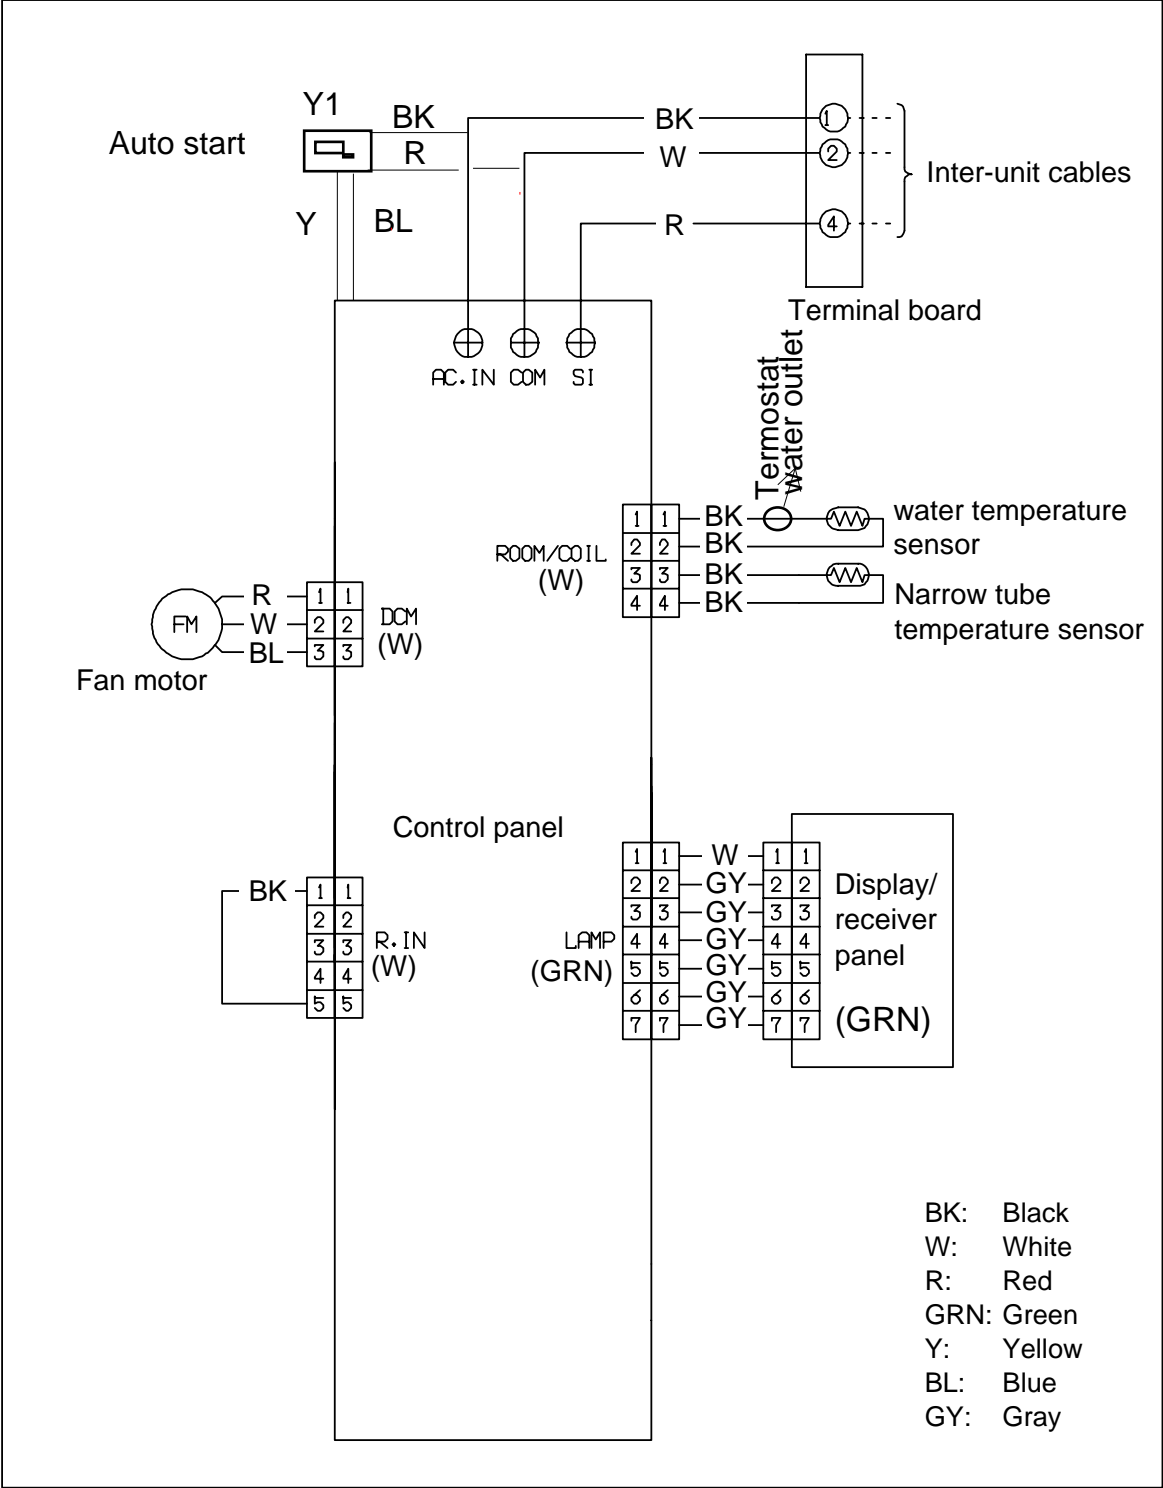 Y1
Auto start
BK
R
Y
BL
BK
W
R
1
2
4
Inter-unit cables
Terminal board
AC.IN COM SI
Termostat
water outlet
ROOM/COIL
(W)
1 1 BK
2 2 BK
3 3 BK
4 4 BK
water temperature
sensor
Narrow tube
temperature sensor
FM
Fan motor
R 1 1
W 2 2
BL 3 3
DCM
(W)
Control panel
BK 1 1
2 2
3 3
4 4
5 5
R.IN
(W)
LAMP
(GRN)
1 1 W 1 1
2 2 GY 2 2
3 3 GY 3 3
4 4 GY 4 4
5 5 GY 5 5
6 6 GY 6 6
7 7 GY 7 7
Display/
receiver
panel
(GRN)
BK: Black
W: White
R: Red
GRN: Green
Y: Yellow
BL: Blue
GY: Gray